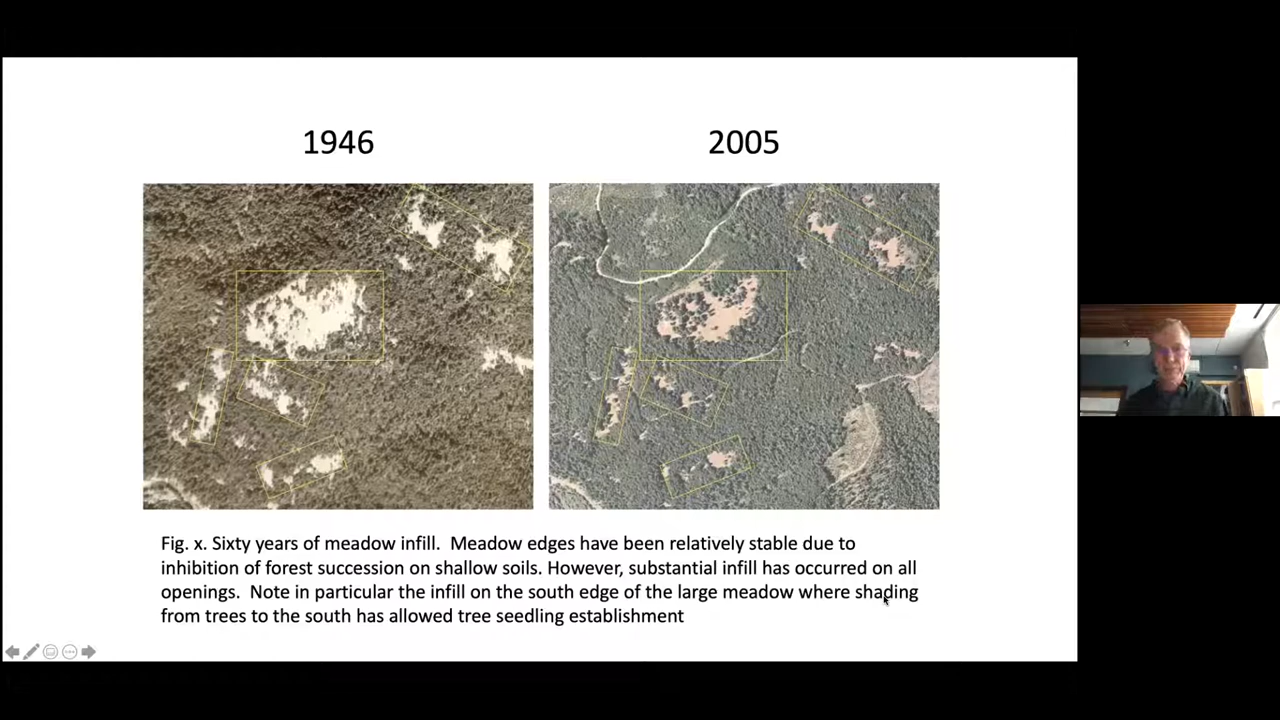 1946
2005
Fig. x. Sixty years of meadow infill.  Meadow edges have been relatively stable due to
inhibition of forest succession on shallow soils. However, substantial infill has occurred on all
openings.  Note in particular the infill on the south edge of the large meadow where shading
from trees to the south has allowed tree seedling establishment